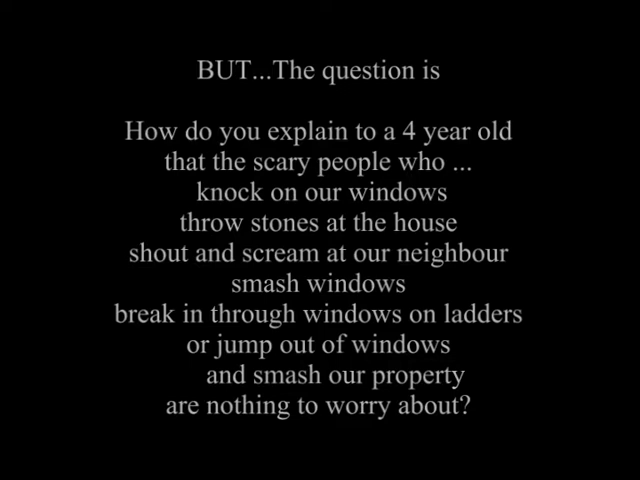 BUT...The question is
How do you explain to a 4 year old
that the scary people who ...
knock on our windows
throw stones at the house
shout and scream at our neighbour
smash windows
break in through windows on ladders
or jump out of windows
and smash our property
are nothing to worry about?